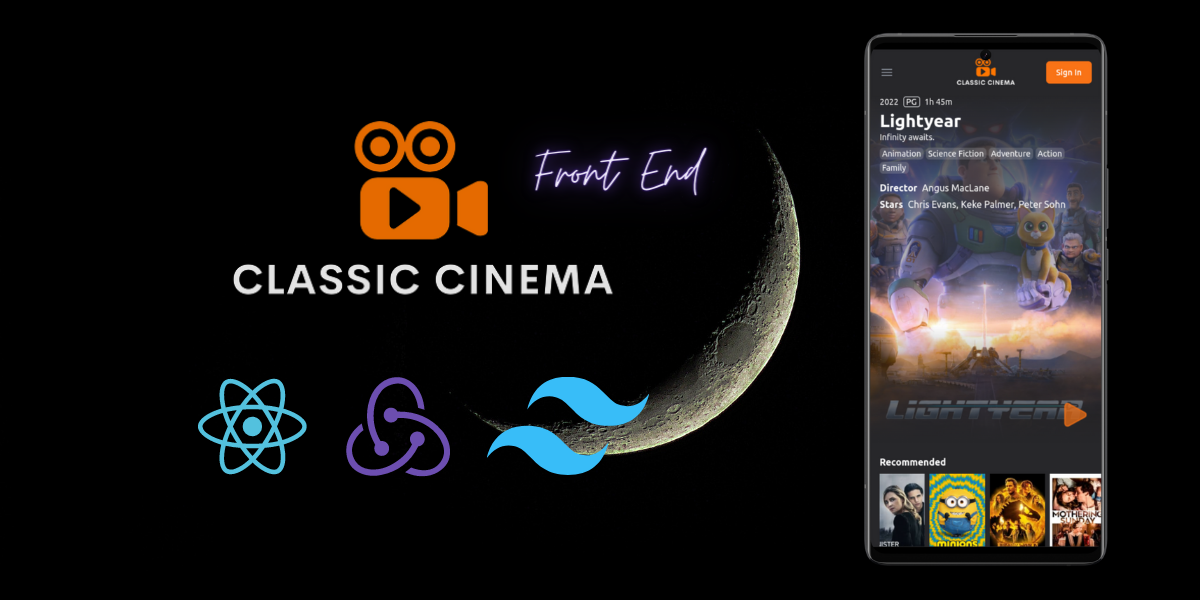 Front End
CLASSIC CINEMA
CLASSIC CINEMA
Sign In
2022 PG 1h 45m
Lightyear
Infinity awaits.
Animation Science Fiction Adventure Action
Family
Director Angus MacLane
Stars Chris Evans, Keke Palmer, Peter Sohn
LIGHTYEAR
Recommended
MOTHERING
SUNDAY
MINIONS